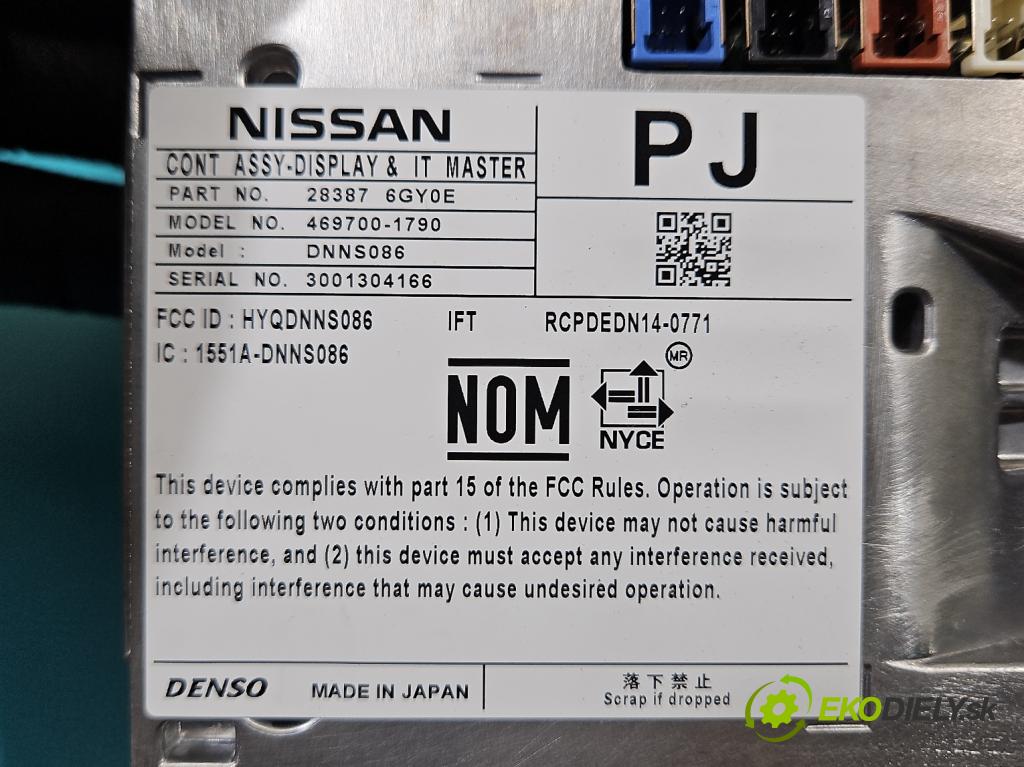 NISSAN
CONT ASSY-DISPLAY & IT MASTER
PART NO. 28387 6GY0E
MODEL NO. 469700-1790
Model : DNNS086
SERIAL NO. 3001304166
PJ
FCC ID : HYQDNNS086 IFT RCPDEDN14-0771
IC : 1551A-DNNS086
MR
NOM
NYCE
This device complies with part 15 of the FCC Rules. Operation is subject
to the following two conditions : (1) This device may not cause harmful
interference, and (2) this device must accept any interference received,
including interference that may cause undesired operation.
DENSO MADE IN JAPAN
落下禁止
Scrap if dropped
EKODIELY.sk